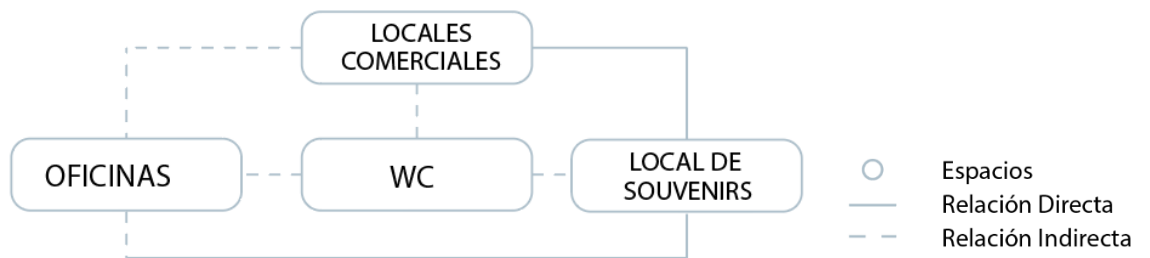 LOCALES
COMERCIALES
OFICINAS
WC
LOCAL DE
SOUVENIRS
Espacios
Relación Directa
Relación Indirecta